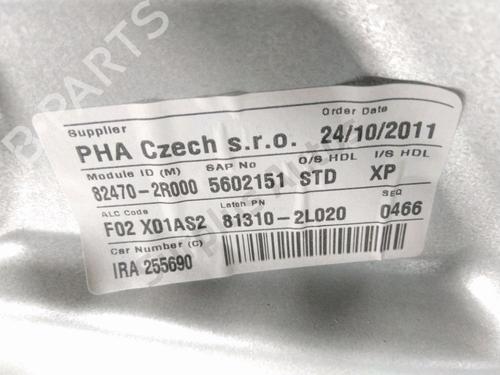 B PARTS
Supplier
Order Date
PHA Czech s.r.o. 24/10/2011
Module ID (M) SAP No O/S HDL I/S HDL
82470-2R000 5602151 STD XP
ALC Code Latch PN SEQ
F02 X01AS2 81310-2L020 0466
Car Number (C)
IRA 255690